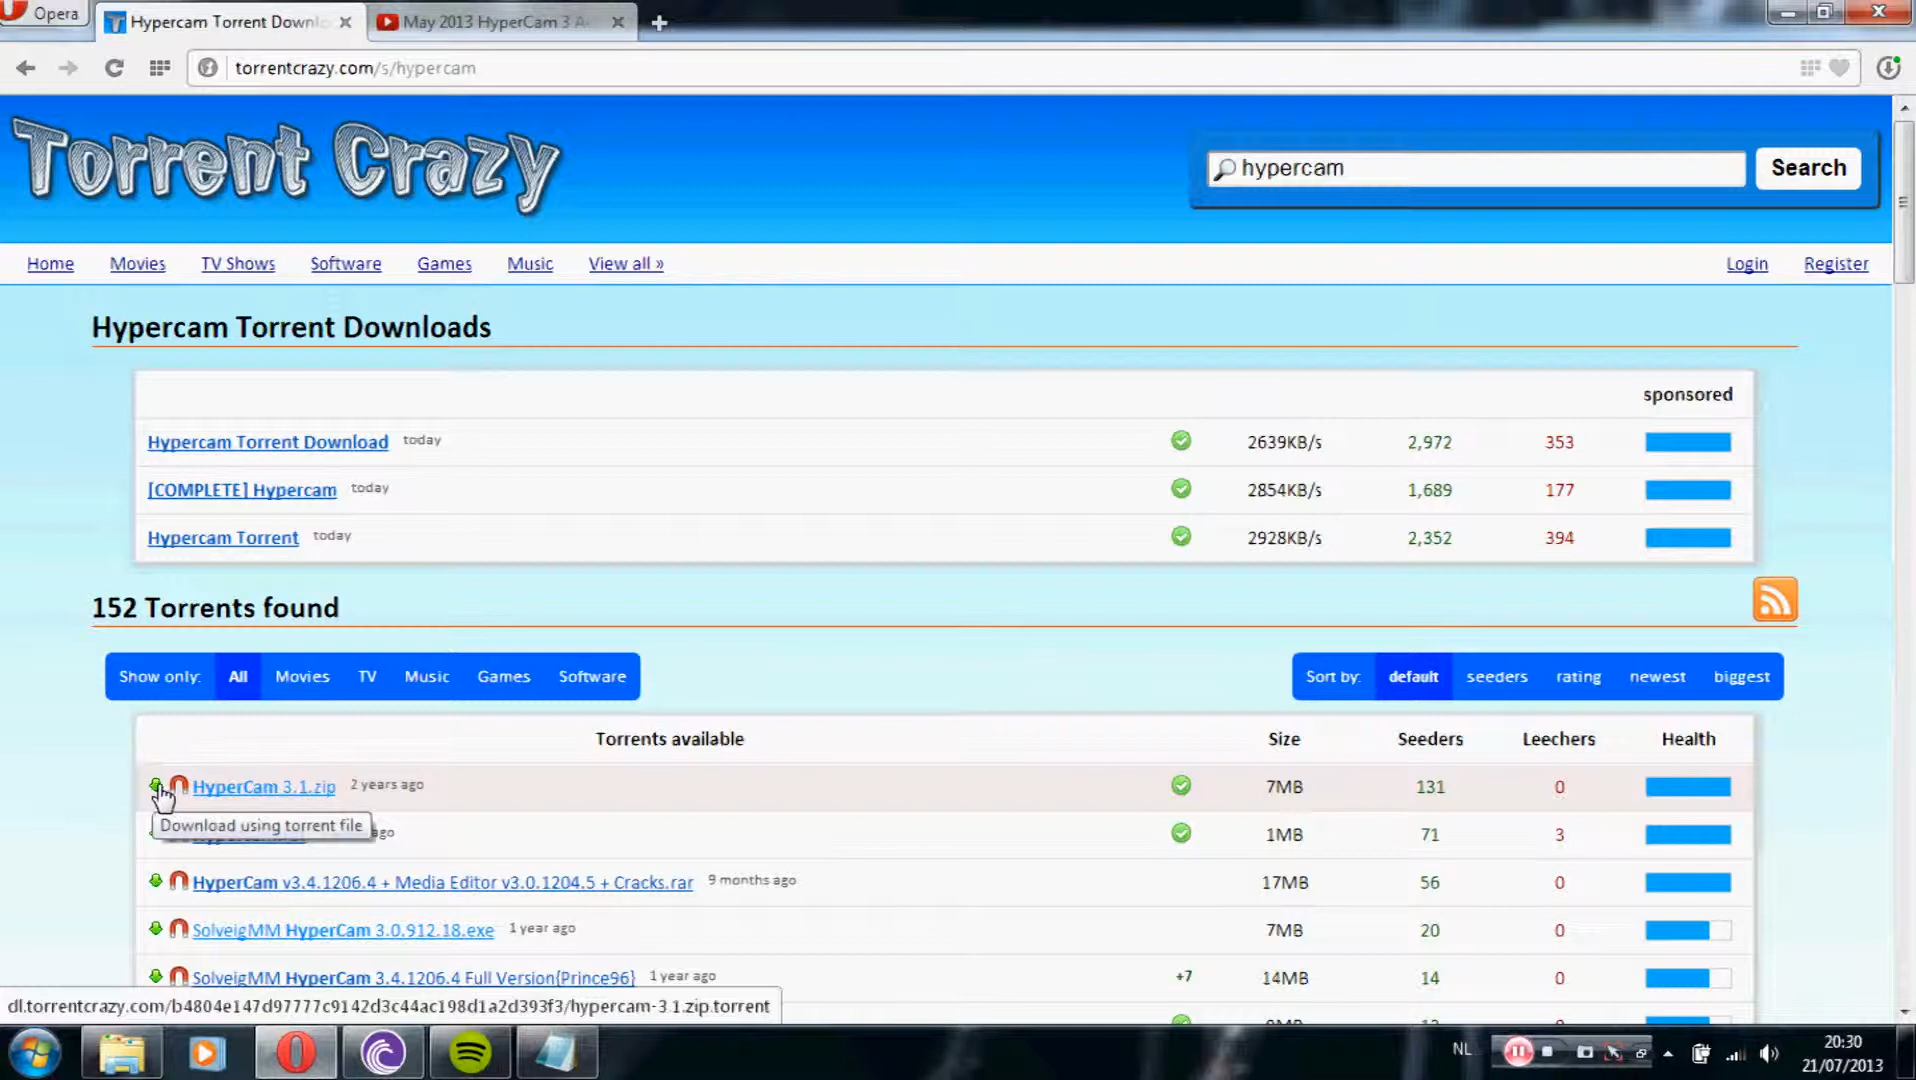 Opera
Hypercam Torrent Downl
May 2013 HyperCam 3 A
torrentcrazy.com/s/hypercam
Torrent Crazy
hypercam
Search
Home Movies TV Shows Software Games Music View all » Login Register
Hypercam Torrent Downloads
sponsored
Hypercam Torrent Download today 2639KB/s 2,972 353
[COMPLETE] Hypercam today 2854KB/s 1,689 177
Hypercam Torrent today 2928KB/s 2,352 394
152 Torrents found
Show only: All Movies TV Music Games Software Sort by: default seeders rating newest biggest
Torrents available Size Seeders Leechers Health
HyperCam 3.1.zip 2 years ago 7MB 131 0
Download using torrent file
ago 1MB 71 3
HyperCam v3.4.1206.4 + Media Editor v3.0.1204.5 + Cracks.rar 9 months ago 17MB 56 0
SolveigMM HyperCam 3.0.912.18.exe 1 year ago 7MB 20 0
SolveigMM HyperCam 3.4.1206.4 Full Version{Prince96} 1 year ago +7 14MB 14 0
dl.torrentcrazy.com/b4804e147d97777c9142d3c44ac198d1a2d393f3/hypercam-3.1.zip.torrent
NL
20:30
21/07/2013